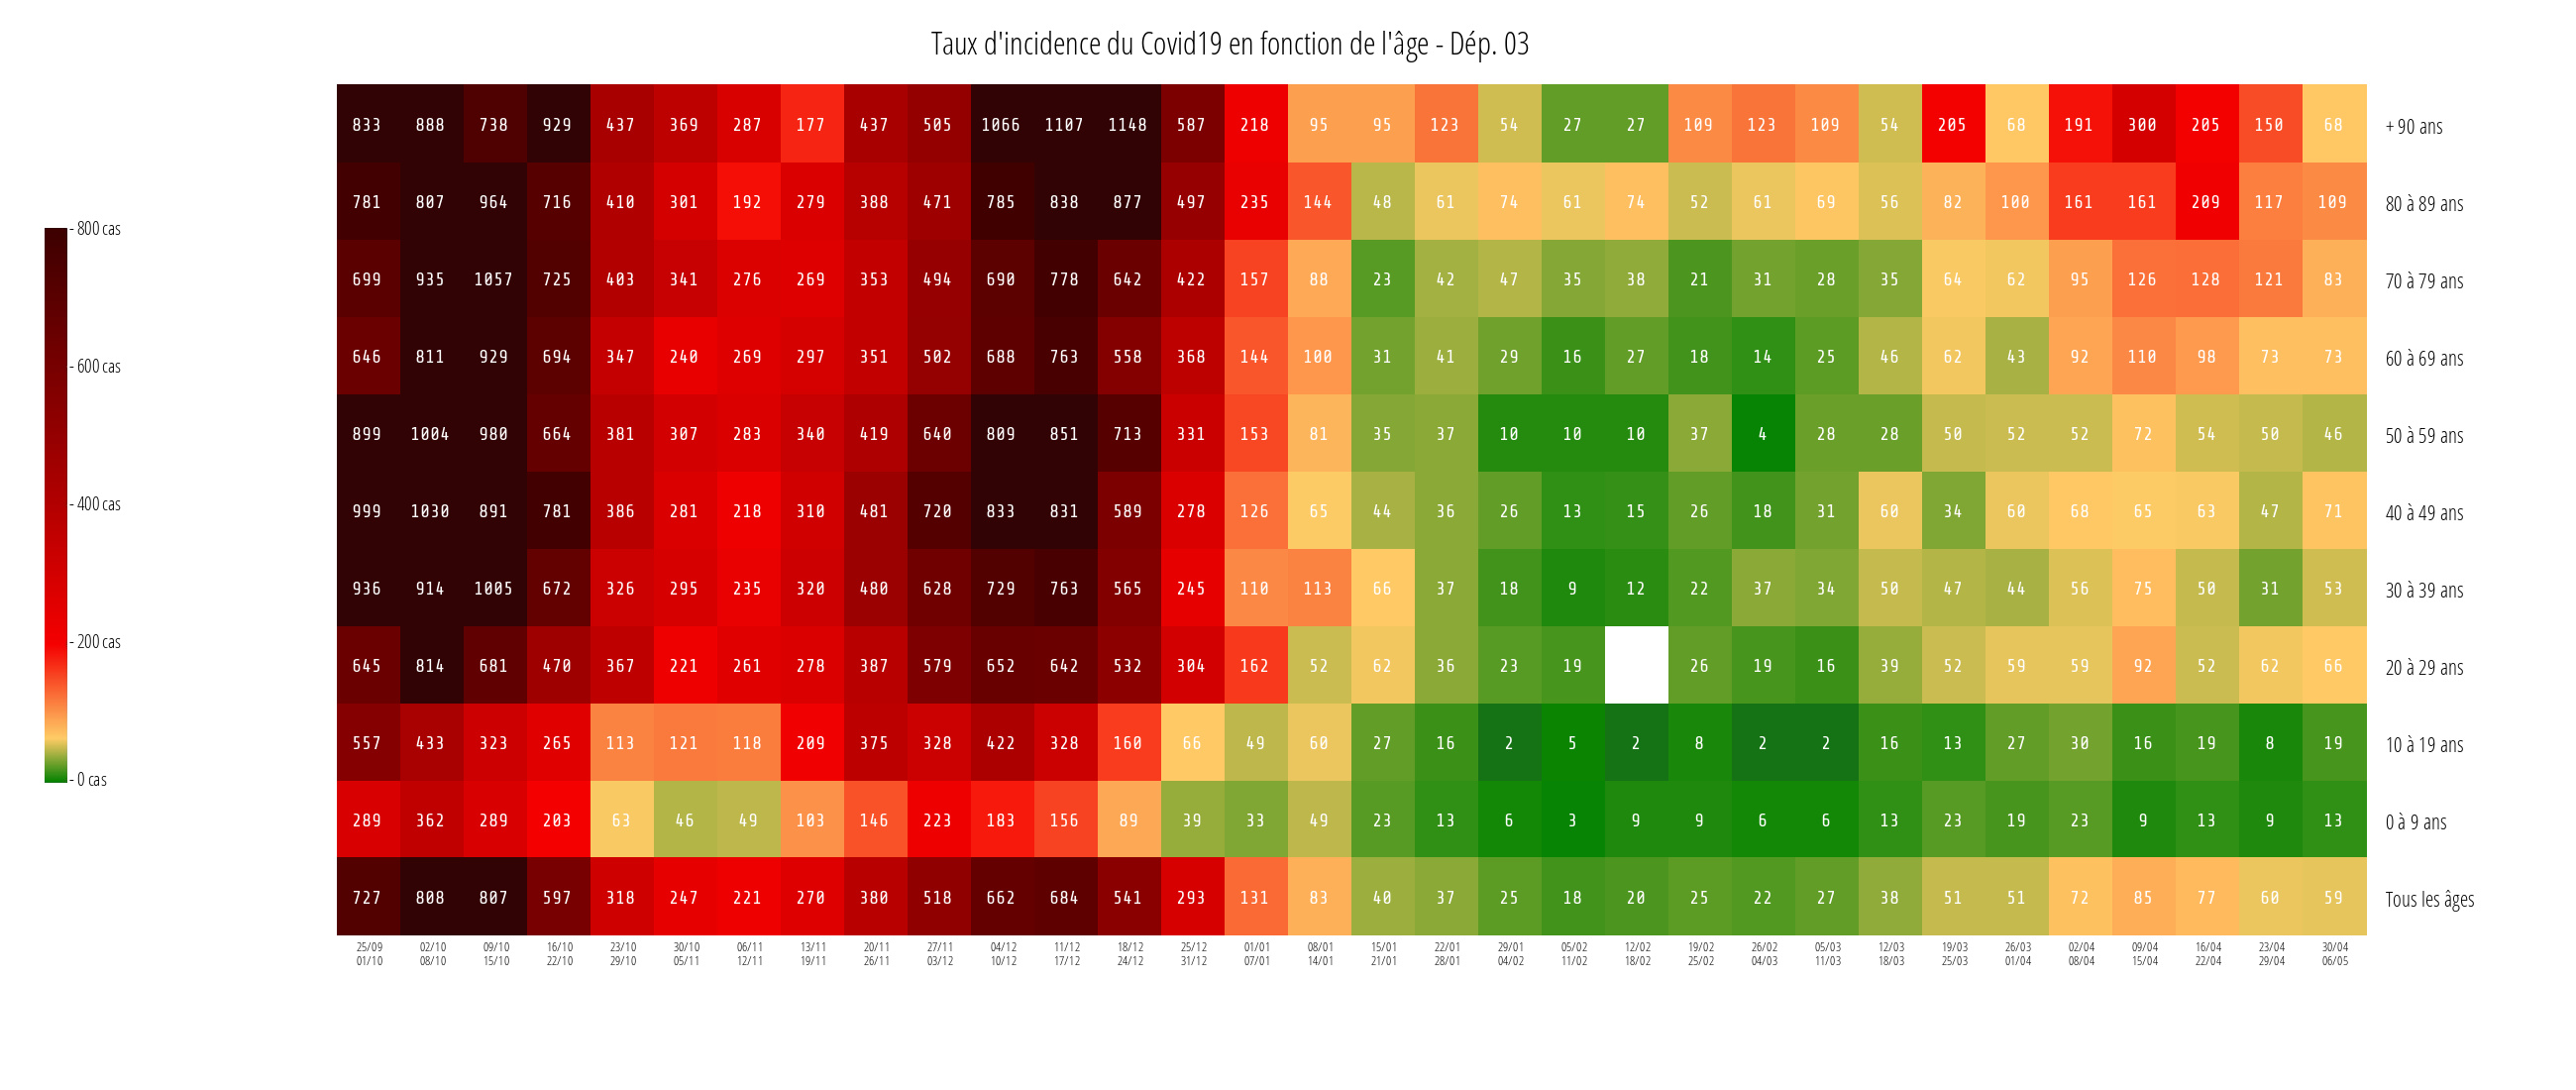 Taux d'incidence du Covid19 en fonction de l'âge - Dép. 03
- 800 cas
- 600 cas
- 400 cas
- 200 cas
- 0 cas
833 888 738 929 437 369 287 177 437 505 1066 1107 1148 587 218 95 95 123 54 27 27 109 123 109 54 205 68 191 300 205 150 68 + 90 ans
781 807 964 716 410 301 192 279 388 471 785 838 877 497 235 144 48 61 74 61 74 52 61 69 56 82 100 161 161 209 117 109 80 à 89 ans
699 935 1057 725 403 341 276 269 353 494 690 778 642 422 157 88 23 42 47 35 38 21 31 28 35 64 62 95 126 128 121 83 70 à 79 ans
646 811 929 694 347 240 269 297 351 502 688 763 558 368 144 100 31 41 29 16 27 18 14 25 46 62 43 92 110 98 73 73 60 à 69 ans
899 1004 980 664 381 307 283 340 419 640 809 851 713 331 153 81 35 37 10 10 10 37 4 28 28 50 52 52 72 54 50 46 50 à 59 ans
999 1030 891 781 386 281 218 310 481 720 833 831 589 278 126 65 44 36 26 13 15 26 18 31 60 34 60 68 65 63 47 71 40 à 49 ans
936 914 1005 672 326 295 235 320 480 628 729 763 565 245 110 113 66 37 18 9 12 22 37 34 50 47 44 56 75 50 31 53 30 à 39 ans
645 814 681 470 367 221 261 278 387 579 652 642 532 304 162 52 62 36 23 19 26 19 16 39 52 59 59 92 52 62 66 20 à 29 ans
557 433 323 265 113 121 118 209 375 328 422 328 160 66 49 60 27 16 2 5 2 8 2 2 16 13 27 30 16 19 8 19 10 à 19 ans
289 362 289 203 63 46 49 103 146 223 183 156 89 39 33 49 23 13 6 3 9 9 6 6 13 23 19 23 9 13 9 13 0 à 9 ans
727 808 807 597 318 247 221 270 380 518 662 684 541 293 131 83 40 37 25 18 20 25 22 27 38 51 51 72 85 77 60 59 Tous les âges
25/09 02/10 09/10 16/10 23/10 30/10 06/11 13/11 20/11 27/11 04/12 11/12 18/12 25/12 01/01 08/01 15/01 22/01 29/01 05/02 12/02 19/02 26/02 05/03 12/03 19/03 26/03 02/04 09/04 16/04 23/04 30/04
01/10 08/10 15/10 22/10 29/10 05/11 12/11 19/11 26/11 03/12 10/12 17/12 24/12 31/12 07/01 14/01 21/01 28/01 04/02 11/02 18/02 25/02 04/03 11/03 18/03 25/03 01/04 08/04 15/04 22/04 29/04 06/05